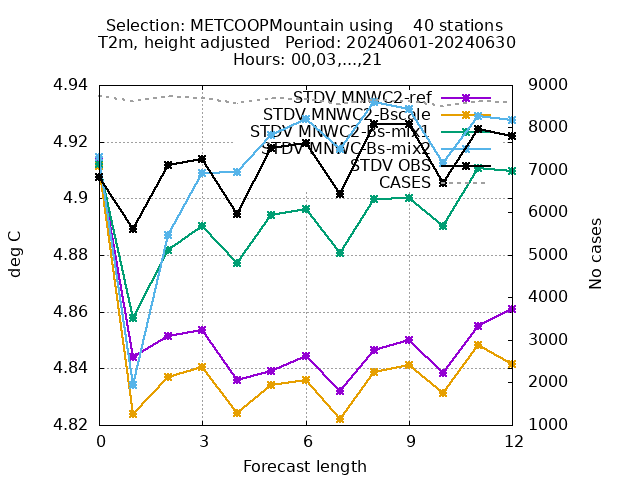 Selection: METCOOPMountain using    40 stations
T2m, height adjusted   Period: 20240601-20240630
Hours: 00,03,...,21
4.94
4.92
4.9
4.88
4.86
4.84
4.82
9000
8000
7000
6000
5000
4000
3000
2000
1000
0
3
6
9
12
deg C
No cases
Forecast length
STDV MNWC2-ref
STDV MNWC2-Bscale
STDV MNWC2-Bs-mix1
STDV MNWC-Bs-mix2
STDV OBS
CASES